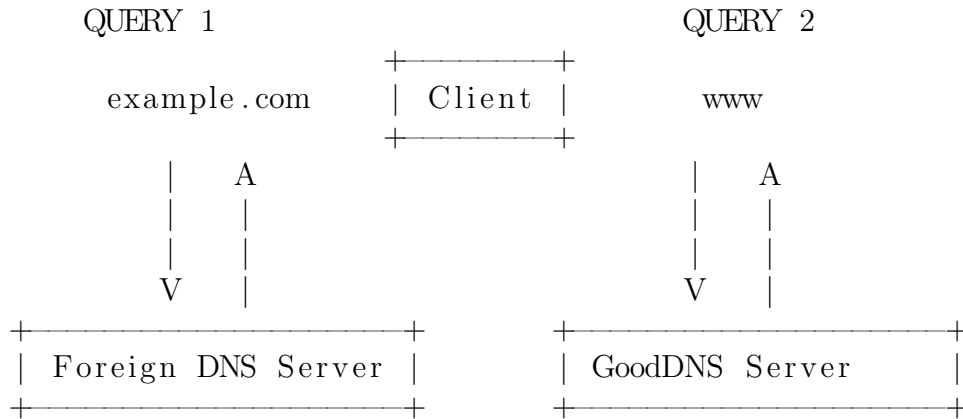 QUERY 1 QUERY 2
+-----------+
example.com | Client | www
+-----------+
| A | A
| | | |
| | | |
| | | |
V | V |
+--------------------------+ +--------------------------+
| Foreign DNS Server | | GoodDNS Server |
+--------------------------+ +--------------------------+